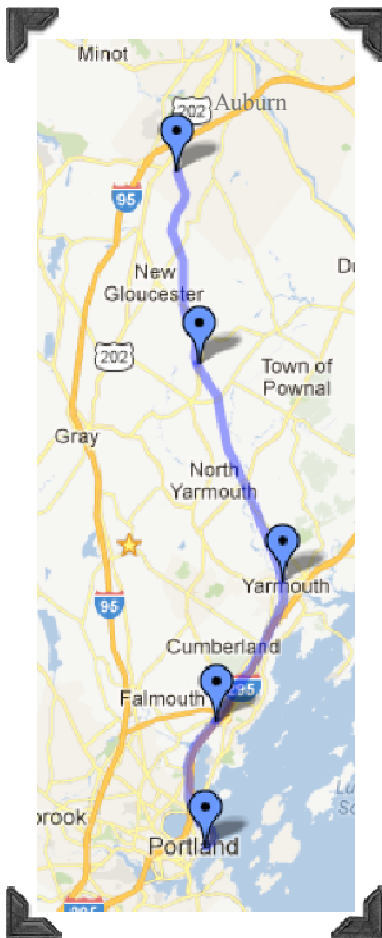 Minot
202
Auburn
95
New
Gloucester
202
Town of
Pownal
Gray
North
Yarmouth
Yarmouth
95
Cumberland
295
Falmouth
brook
Portland